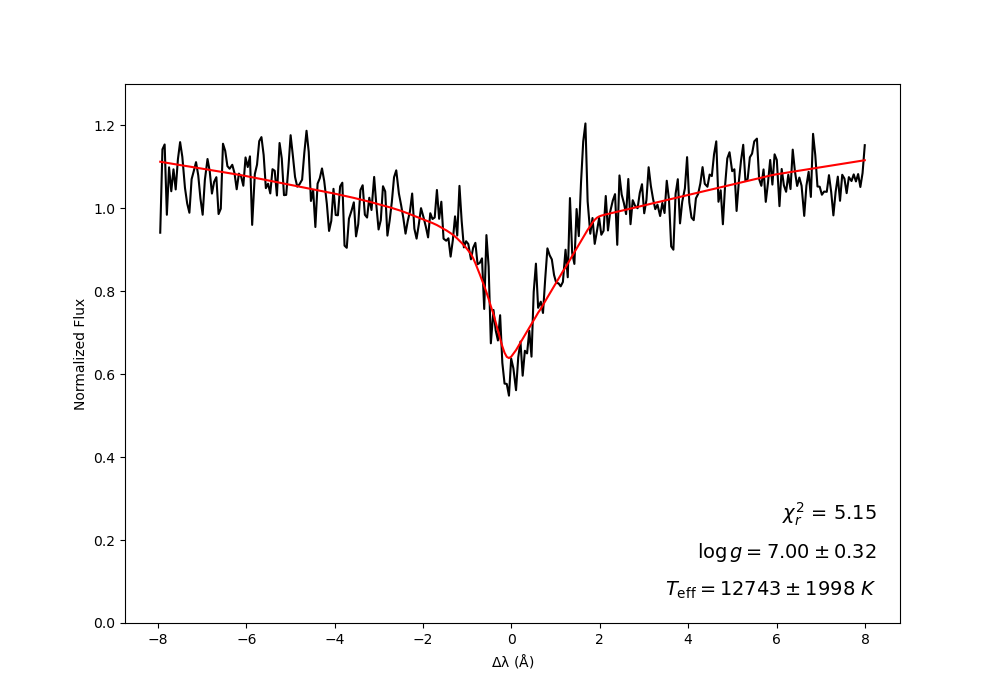 1.2
1.0
0.8
0.6
0.4
0.2
0.0
Normalized Flux
χ²ᵣ = 5.15
log g = 7.00 ± 0.32
T_eff = 12743 ± 1998 K
−8 −6 −4 −2 0 2 4 6 8
Δλ (Å)